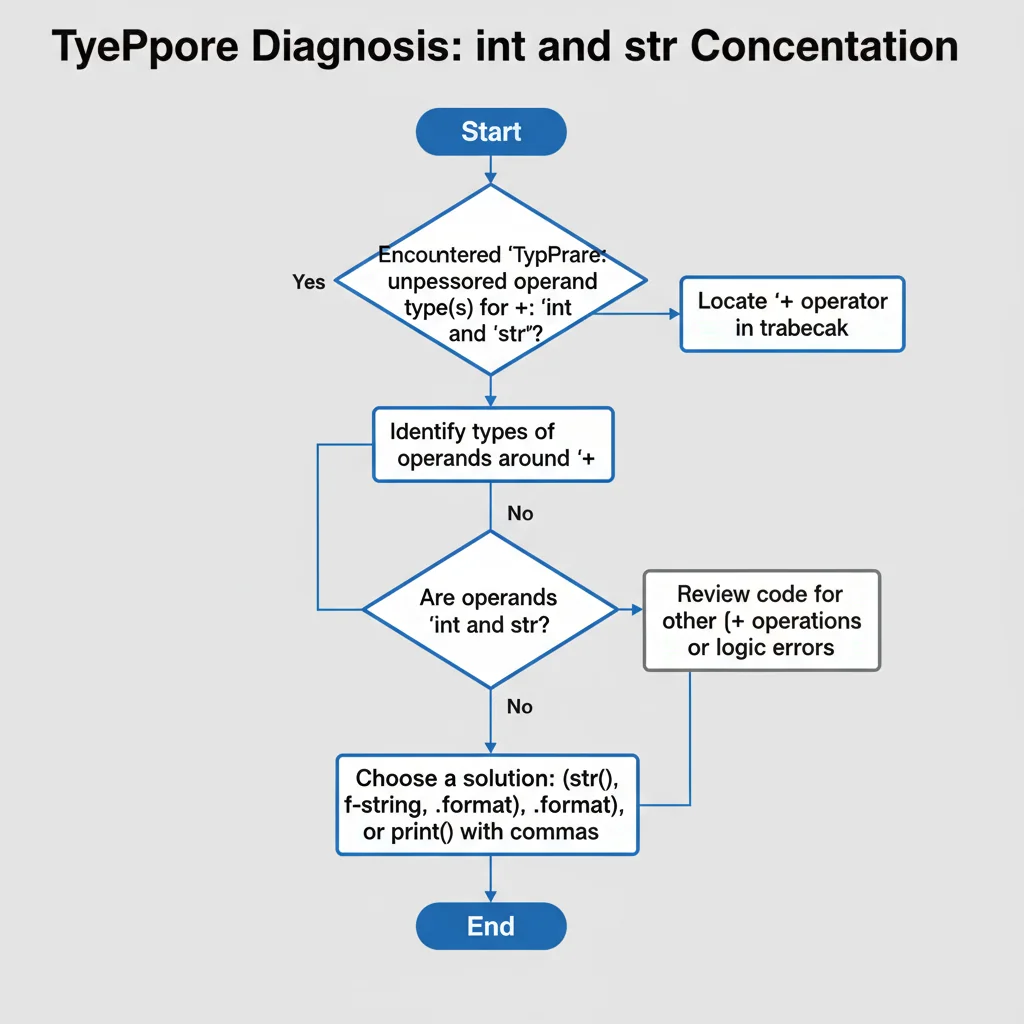 TyePpore Diagnosis: int and str Concentation
Start
Encountered ‘TypPrare:
unpessored operand
type(s) for +: ‘int
and ‘str"?
Yes
Locate ‘+ operator
in trabecak
Identify types of
operands around ‘+
No
Are operands
‘int and str?
Review code for
other (+ operations
or logic errors
No
Choose a solution: (str(),
f-string, .format), .format),
or print() with commas
End